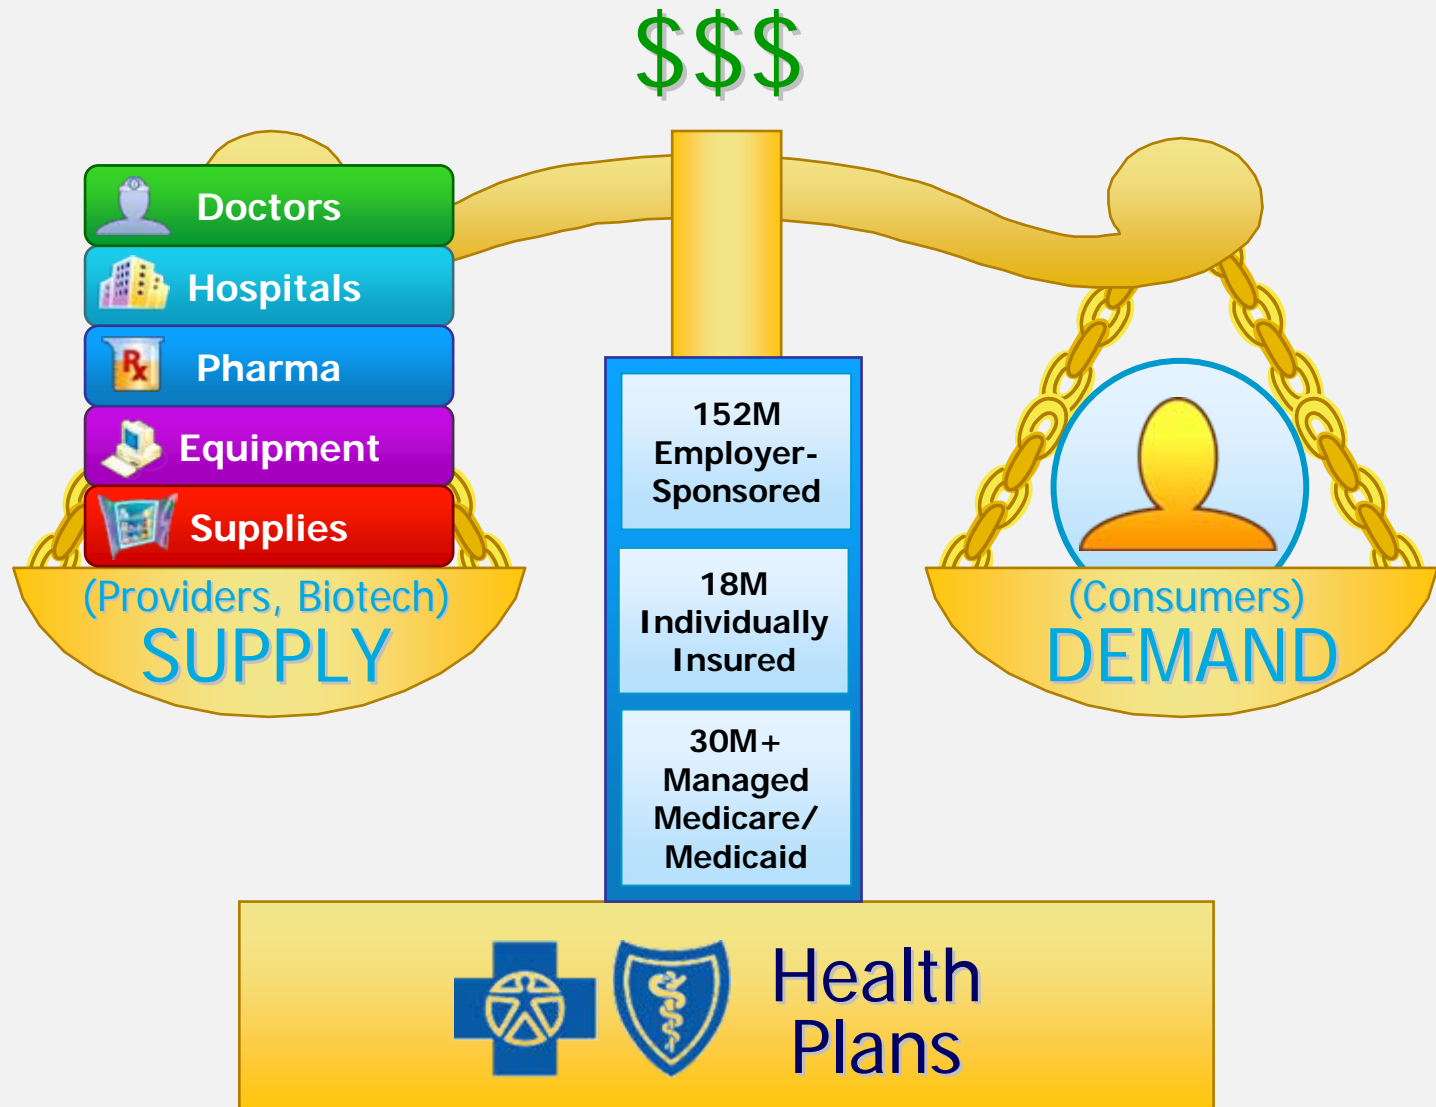 $$$
Doctors
Hospitals
Pharma
Equipment
Supplies
(Providers, Biotech)
SUPPLY
152M
Employer-
Sponsored
18M
Individually
Insured
30M+
Managed
Medicare/
Medicaid
(Consumers)
DEMAND
Health
Plans
Rx